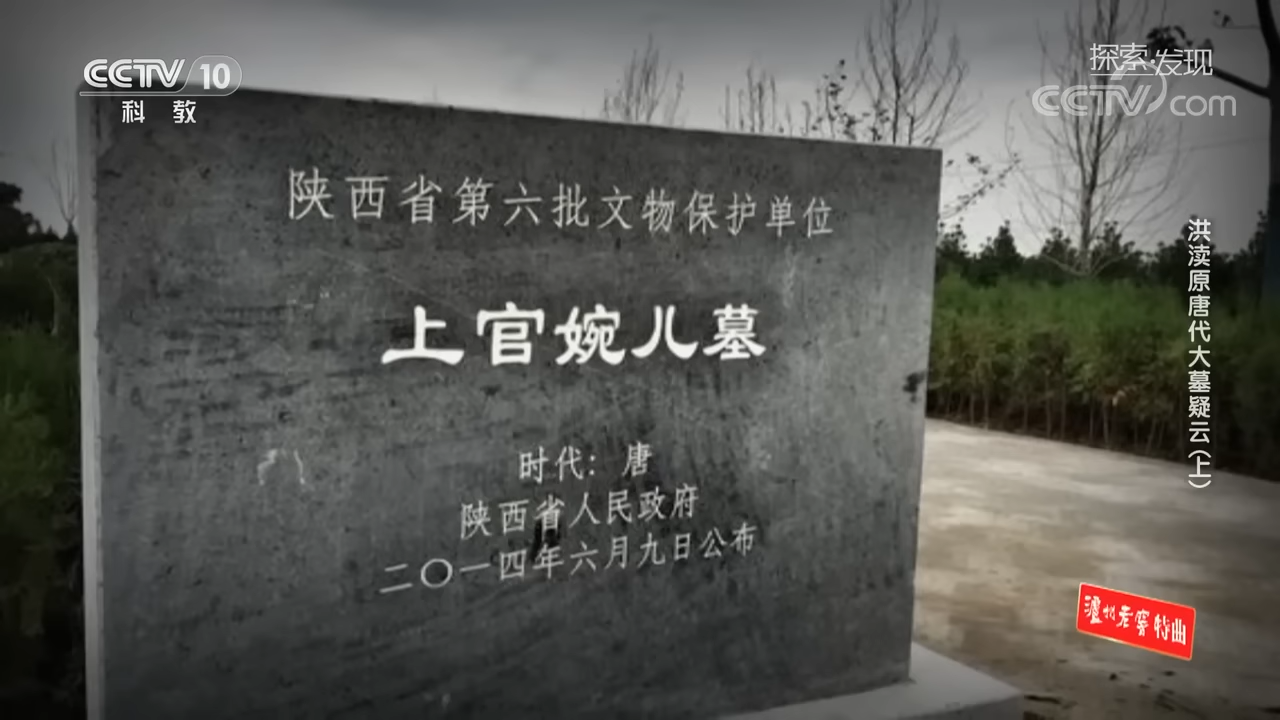 CCTV 10
科教
探索·发现
CCTV.com
陕西省第六批文物保护单位
上官婉儿墓
时代：唐
陕西省人民政府
二〇一四年六月九日公布
洪渎原唐代大墓疑云（上）
泸州老窖特曲